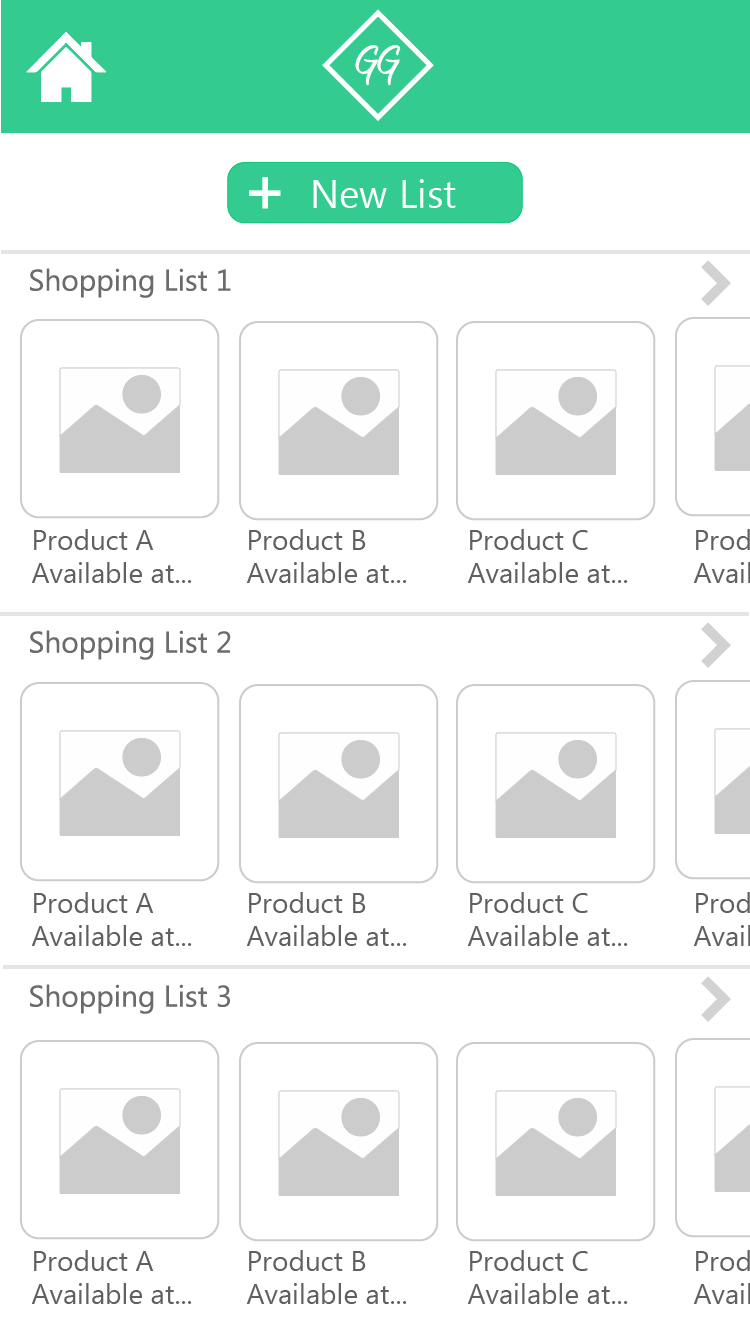 GG
+ New List
Shopping List 1
Product A Product B Product C Prod
Available at... Available at... Available at... Avail
Shopping List 2
Product A Product B Product C Prod
Available at... Available at... Available at... Avail
Shopping List 3
Product A Product B Product C Prod
Available at... Available at... Available at... Avail